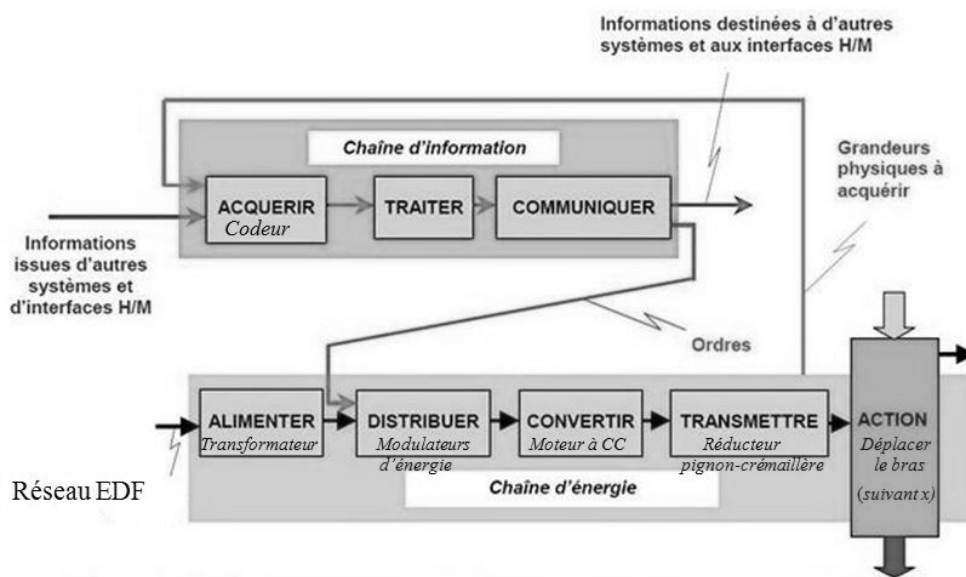 Informations destinées à d'autres
systèmes et aux interfaces H/M
Chaîne d'information
Grandeurs
physiques à
acquérir
ACQUERIR
Codeur
TRAITER
COMMUNIQUER
Informations
issues d'autres
systèmes et
d'interfaces H/M
Ordres
ALIMENTER
Transformateur
DISTRIBUER
Modulateurs
d'énergie
CONVERTIR
Moteur à CC
TRANSMETTRE
Réducteur
pignon-crémaillère
ACTION
Déplacer
le bras
(suivant x)
Réseau EDF
Chaîne d'énergie